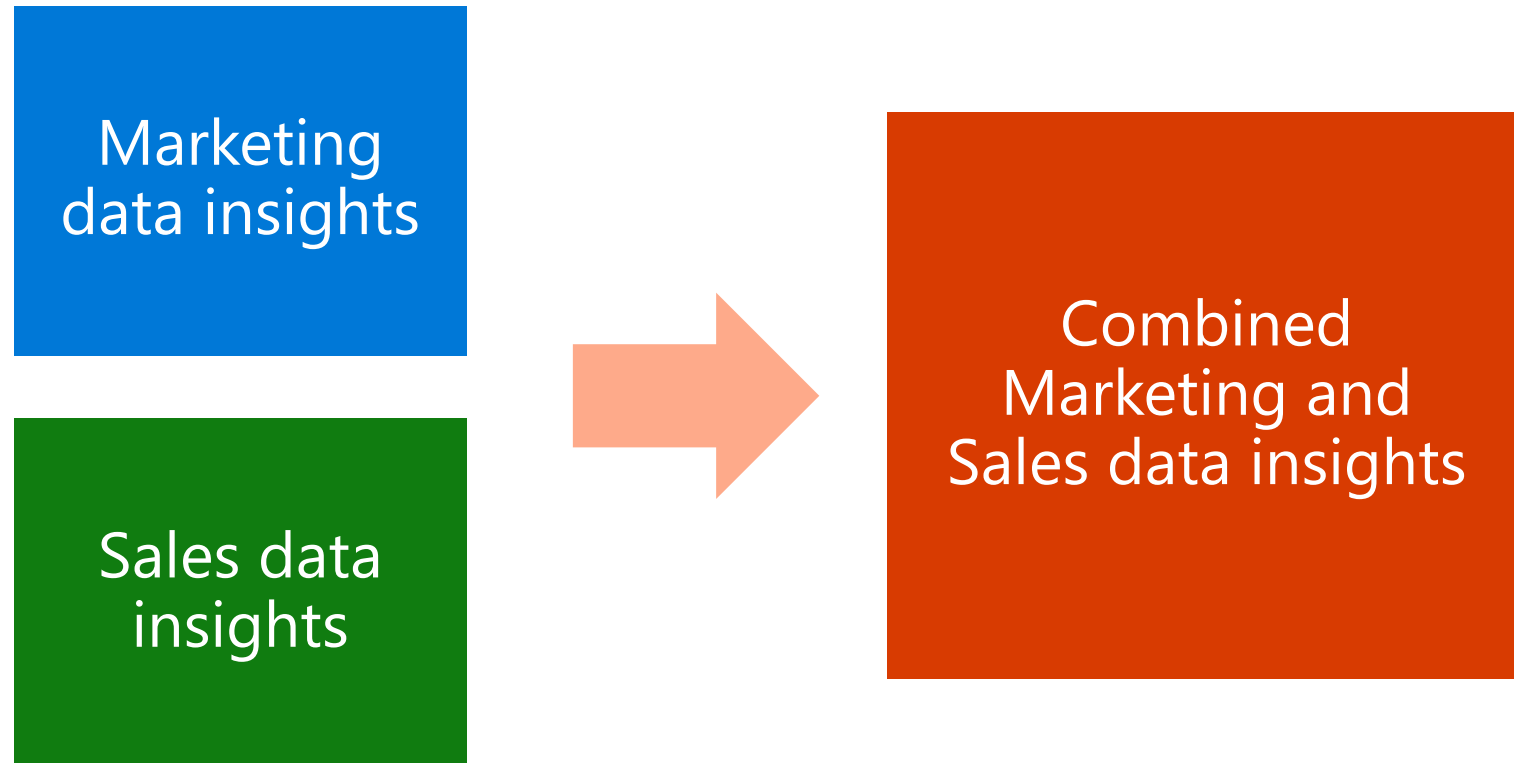 Marketing
data insights
Sales data
insights
Combined
Marketing and
Sales data insights